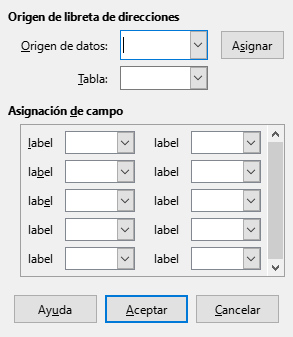 Origen de libreta de direcciones
Origen de datos: Asignar
Tabla:
Asignación de campo
label label
label label
label label
label label
label label
Ayuda Aceptar Cancelar